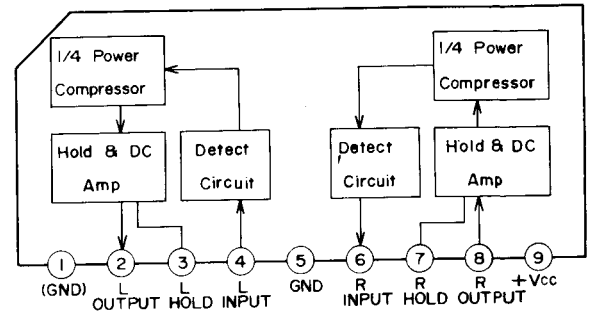 1/4 Power
Compressor
Hold & DC
Amp
Detect
Circuit
1/4 Power
Compressor
Detect
Circuit
Hold & DC
Amp
1 2 3 4 5 6 7 8 9
(GND)
L
OUTPUT
L
HOLD
L
INPUT
GND
R
INPUT
R
HOLD
R
OUTPUT
+Vcc